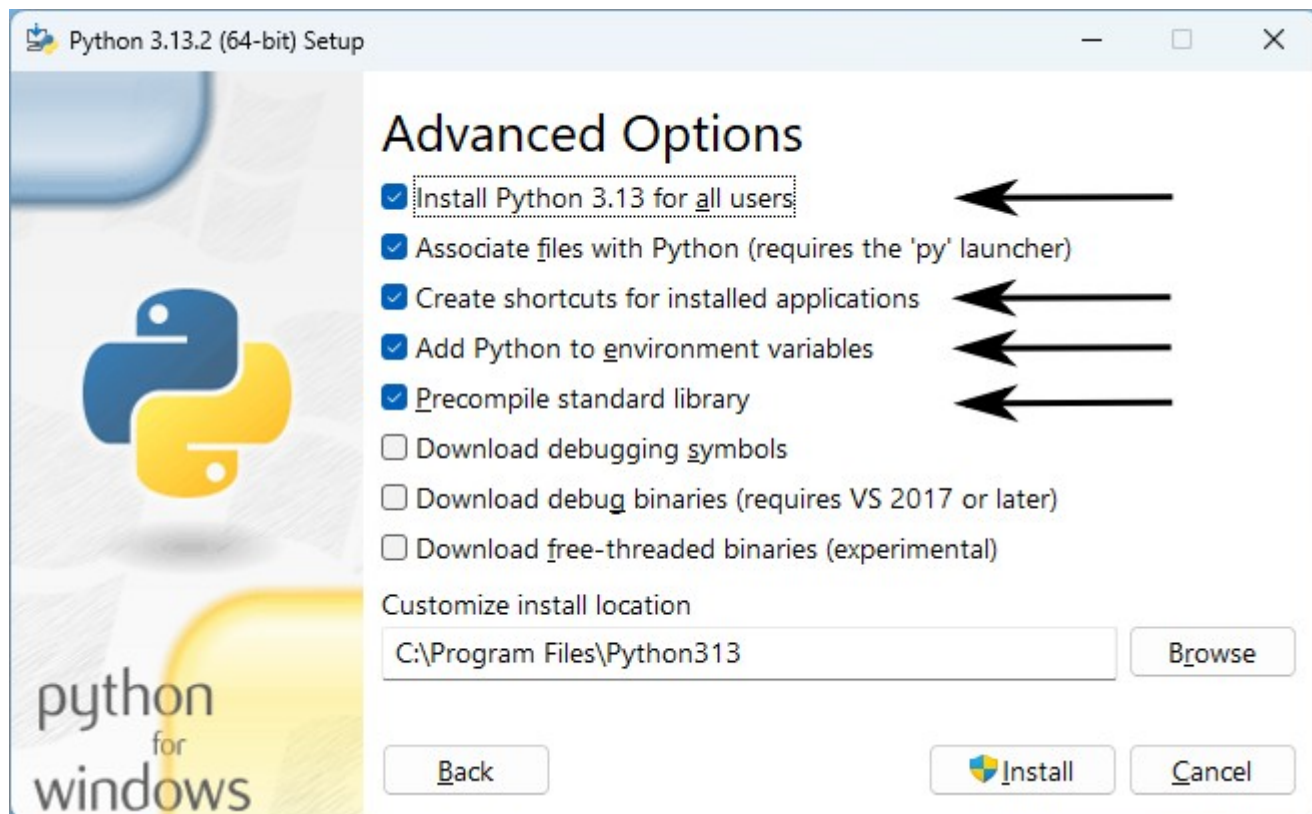 Python 3.13.2 (64-bit) Setup
Advanced Options
Install Python 3.13 for all users
Associate files with Python (requires the 'py' launcher)
Create shortcuts for installed applications
Add Python to environment variables
Precompile standard library
Download debugging symbols
Download debug binaries (requires VS 2017 or later)
Download free-threaded binaries (experimental)
Customize install location
C:\Program Files\Python313
Browse
python
for
windows
Back
Install
Cancel